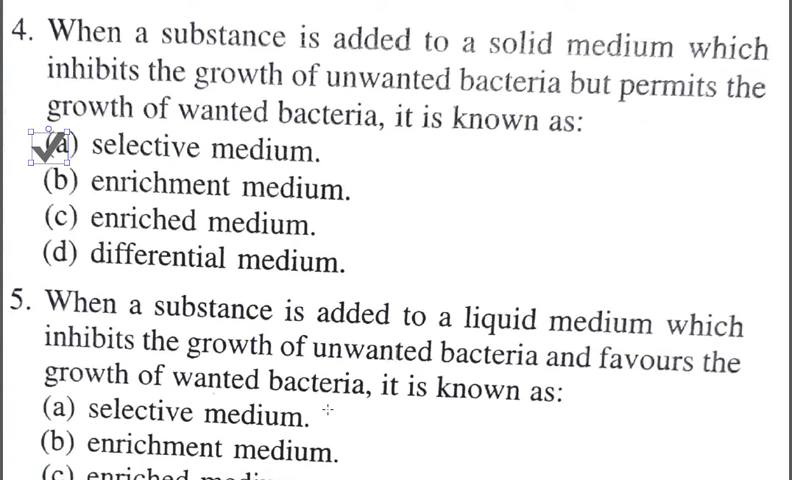 4. When a substance is added to a solid medium which
inhibits the growth of unwanted bacteria but permits the
growth of wanted bacteria, it is known as:
(a) selective medium.
(b) enrichment medium.
(c) enriched medium.
(d) differential medium.
5. When a substance is added to a liquid medium which
inhibits the growth of unwanted bacteria and favours the
growth of wanted bacteria, it is known as:
(a) selective medium.
(b) enrichment medium.
(c) enriched